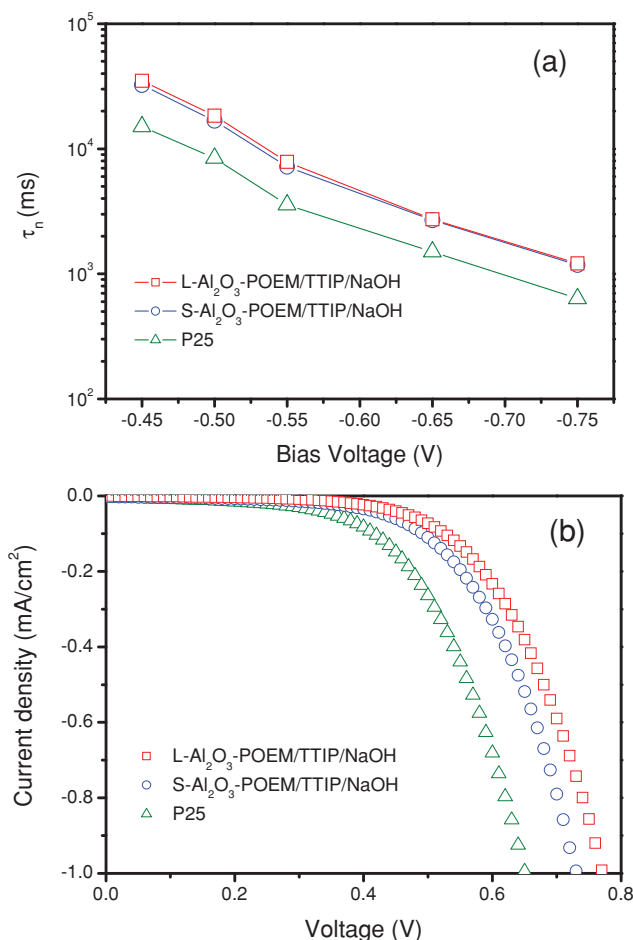 (a)
10^5
10^4
10^3
10^2
τ_n (ms)
L-Al₂O₃-POEM/TTIP/NaOH
S-Al₂O₃-POEM/TTIP/NaOH
P25
-0.45 -0.50 -0.55 -0.60 -0.65 -0.70 -0.75
Bias Voltage (V)
(b)
0.0
-0.2
-0.4
-0.6
-0.8
-1.0
Current density (mA/cm²)
L-Al₂O₃-POEM/TTIP/NaOH
S-Al₂O₃-POEM/TTIP/NaOH
P25
0.0 0.2 0.4 0.6 0.8
Voltage (V)